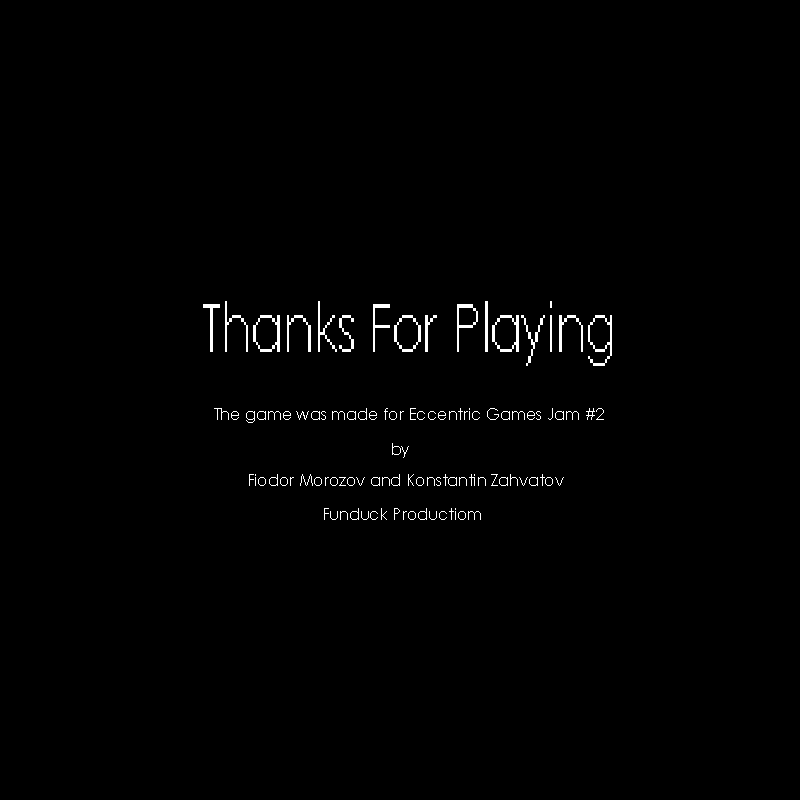 Thanks For Playing
The game was made for Eccentric Games Jam #2
by
Fiodor Morozov and Konstantin Zahvatov
Funduck Productiom